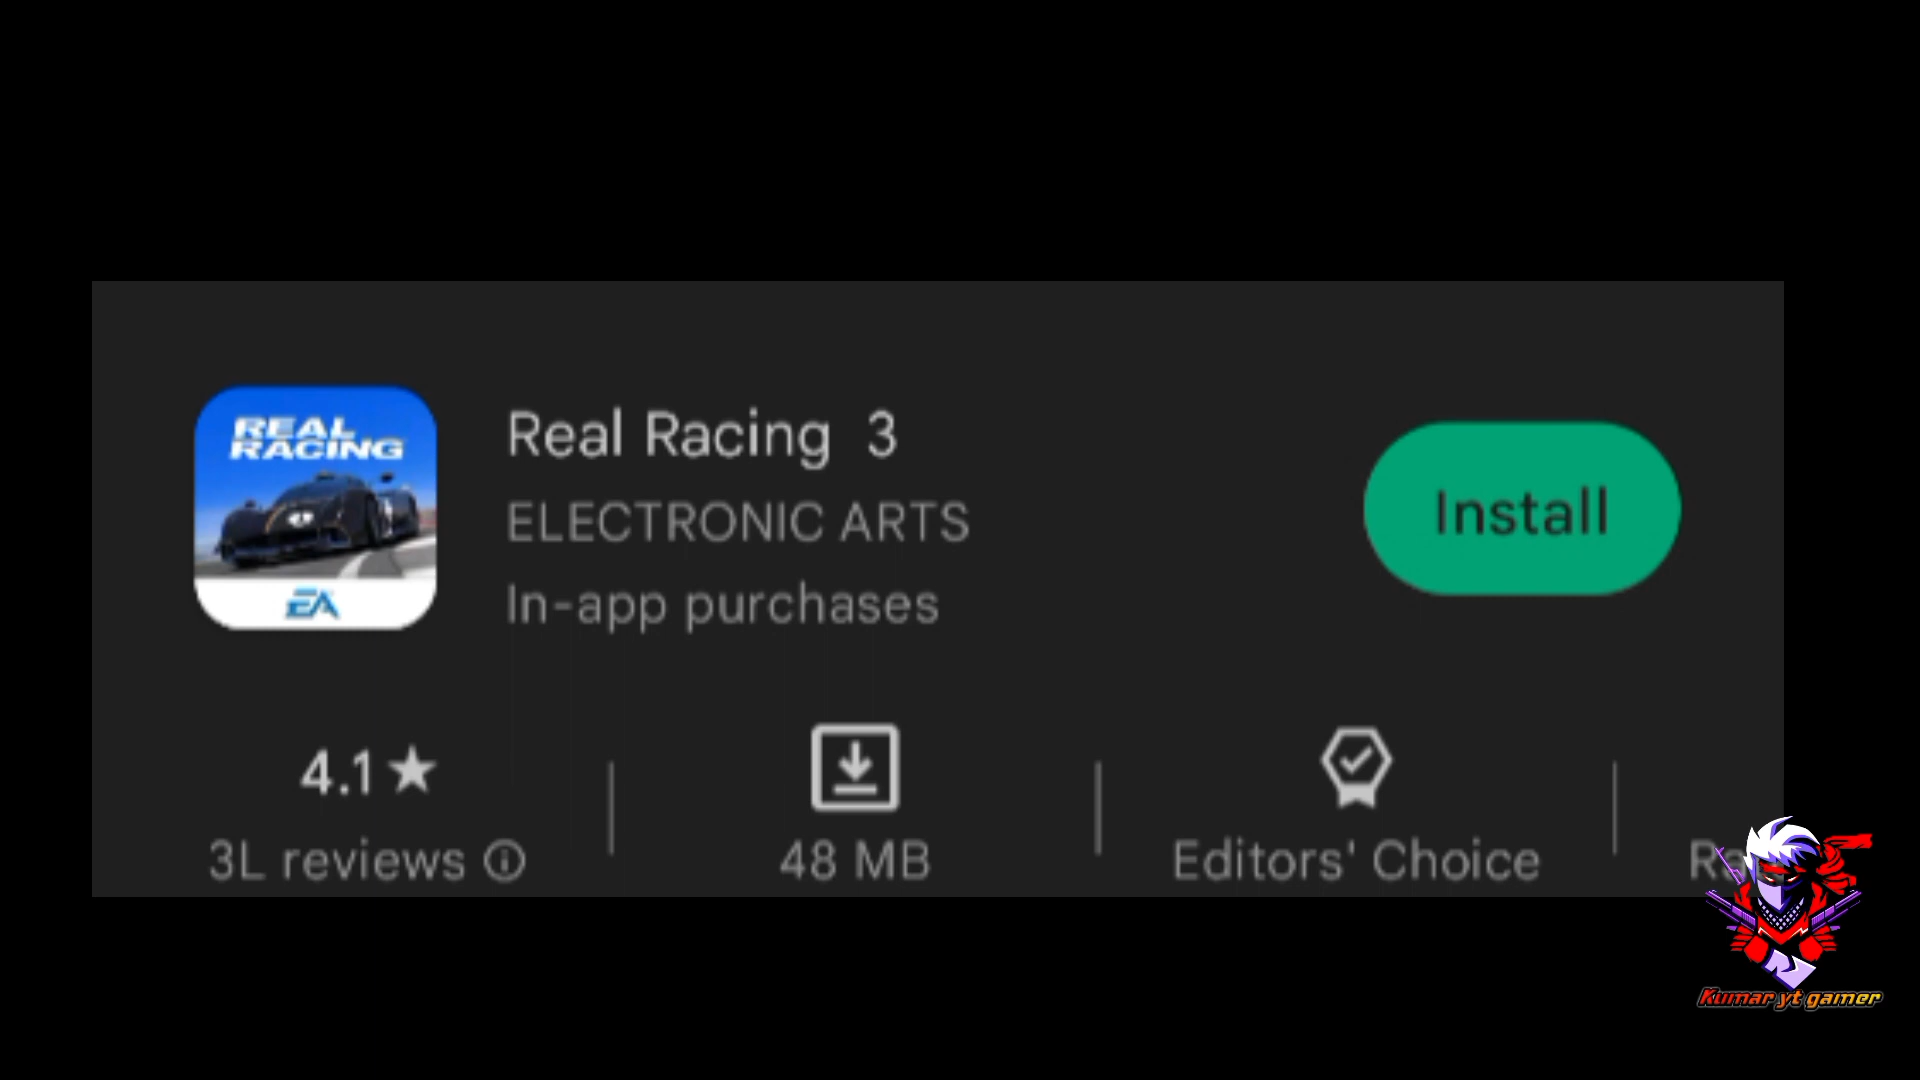 REAL
RACING
EA
Real Racing 3
ELECTRONIC ARTS
In-app purchases
Install
4.1★
3L reviews
48 MB
Editors' Choice
Kumar yt gamer